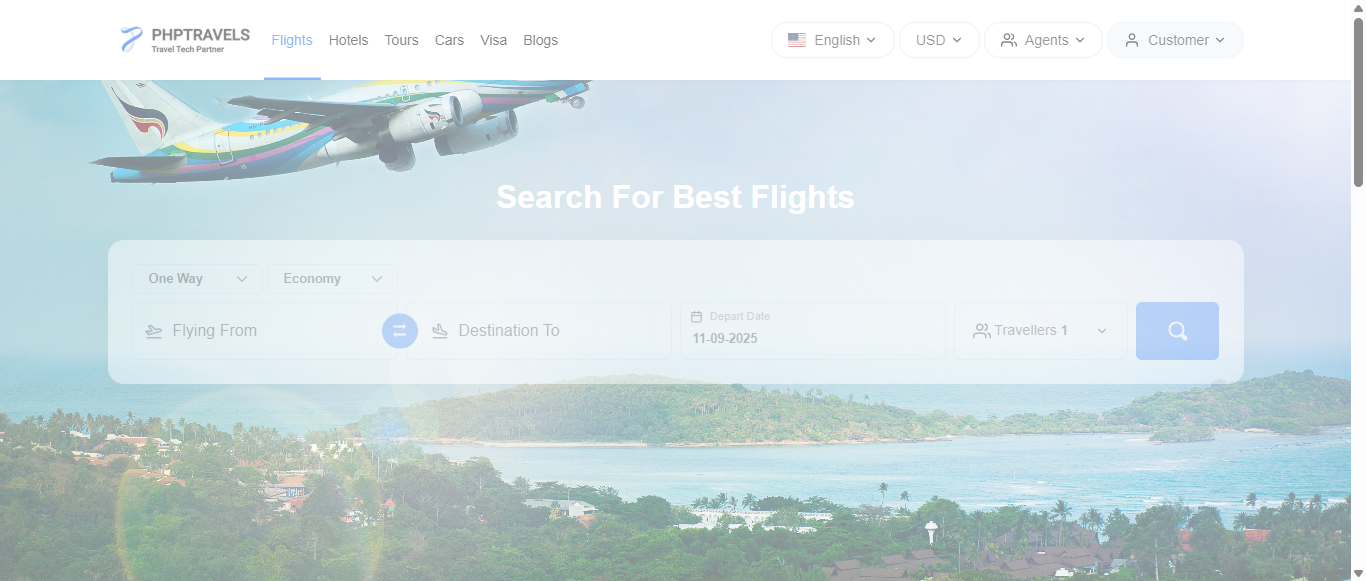 PHPTRAVELS
Travel Tech Partner
Flights Hotels Tours Cars Visa Blogs
English USD Agents Customer
Search For Best Flights
One Way Economy
Flying From
Destination To
Depart Date
11-09-2025
Travellers 1